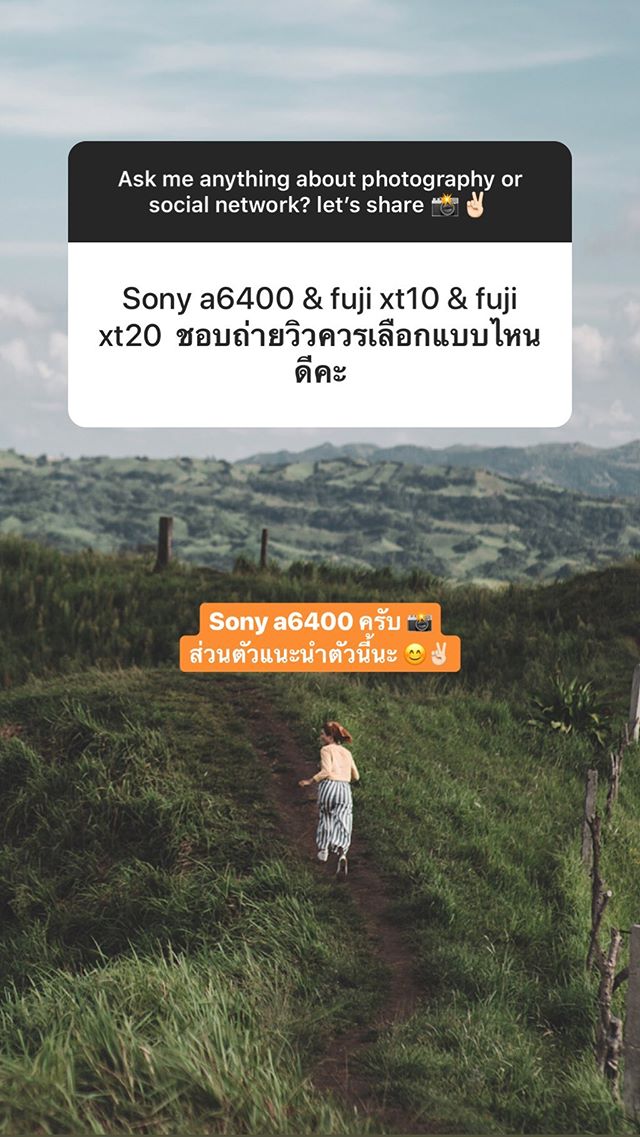 Ask me anything about photography or
social network? let's share 📸✌🏻
Sony a6400 & fuji xt10 & fuji
xt20 ชอบถ่ายวิวควรเลือกแบบไหน
ดีคะ
Sony a6400 ครับ 📸
ส่วนตัวแนะนำตัวนี้นะ 😊✌🏻